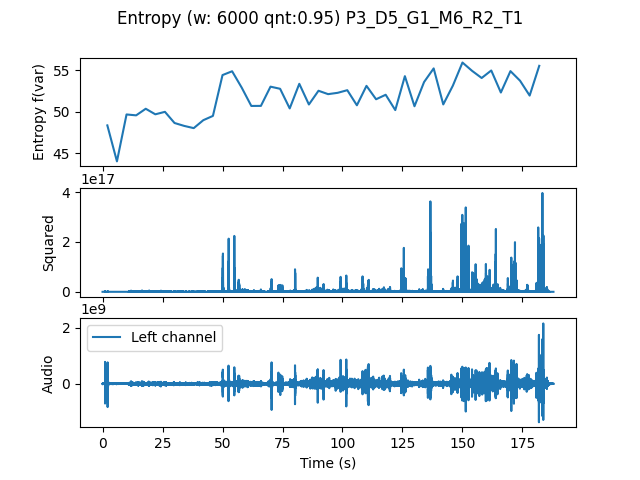 Entropy (w: 6000 qnt:0.95) P3_D5_G1_M6_R2_T1
55
50
45
Entropy f(var)
1e17
4
2
0
Squared
1e9
2
0
Audio
Left channel
0 25 50 75 100 125 150 175
Time (s)